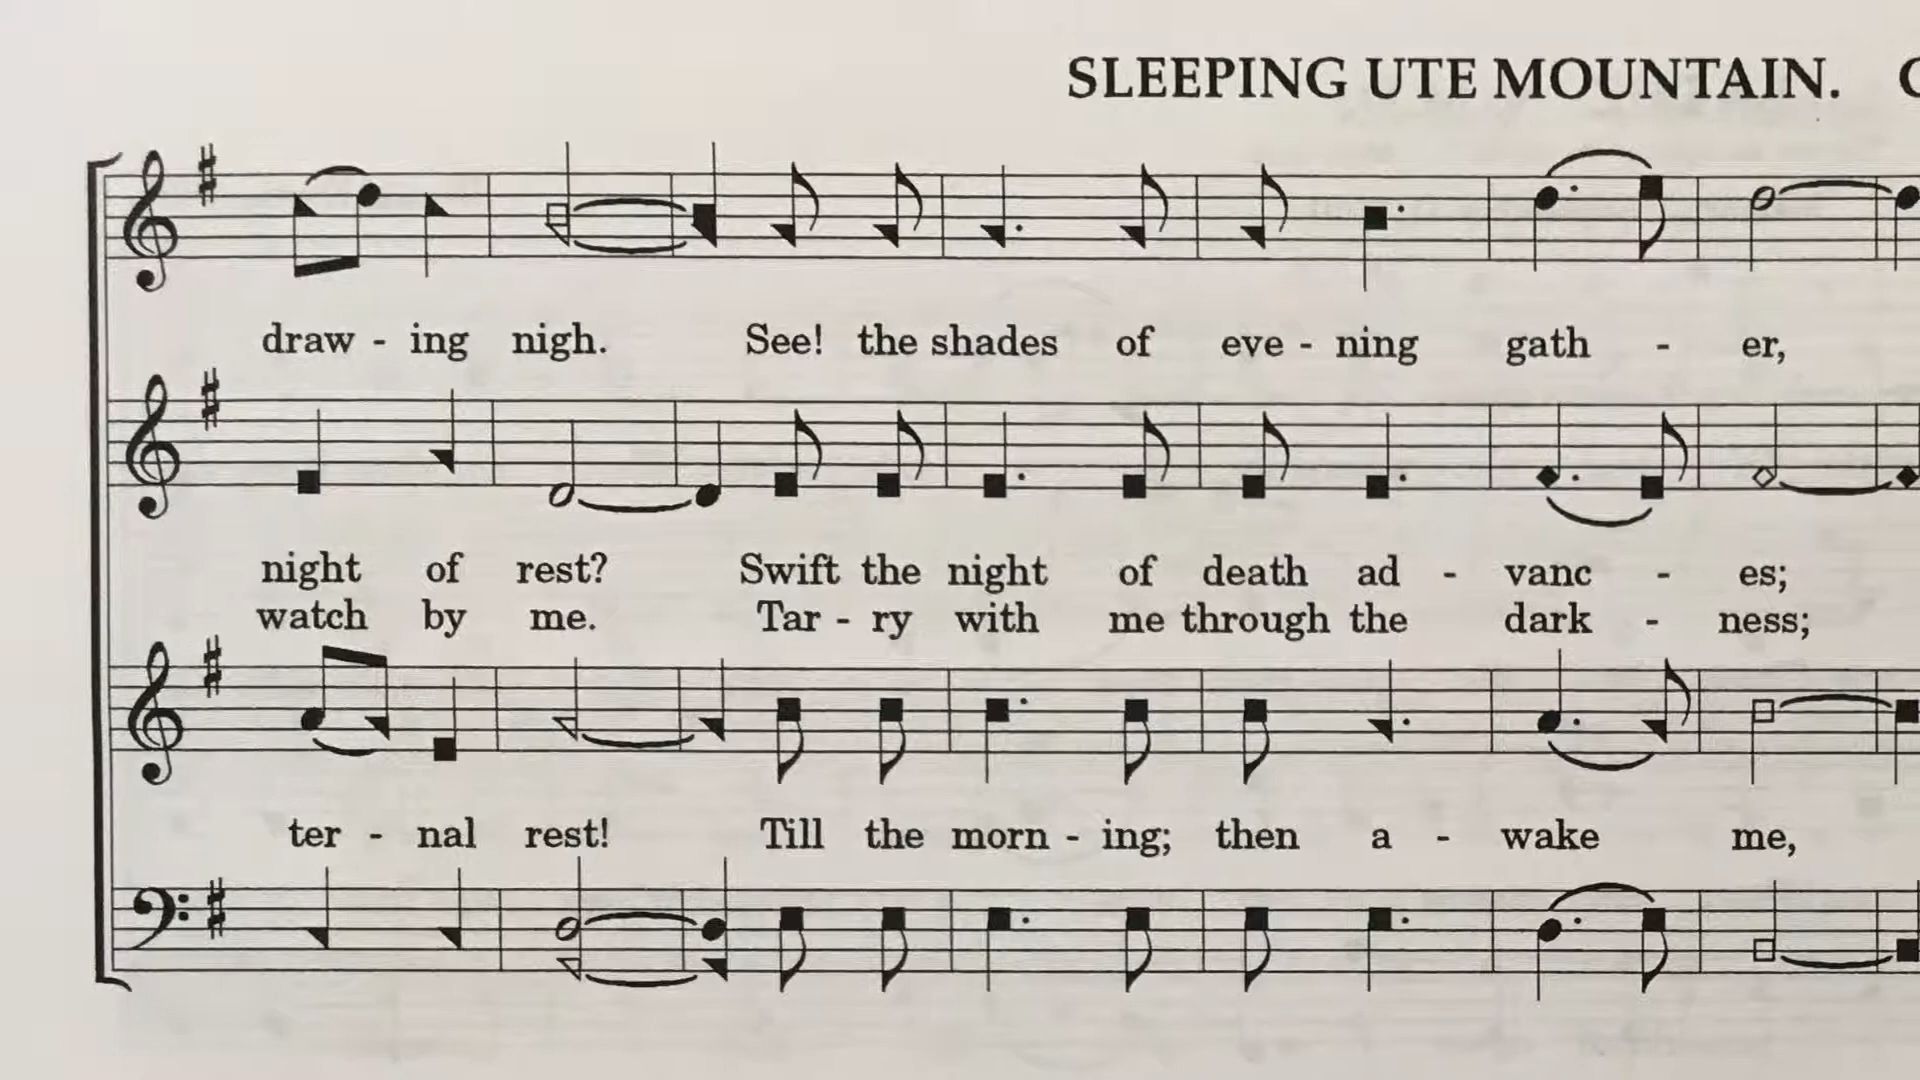 SLEEPING UTE MOUNTAIN.
draw - ing nigh. See! the shades of eve - ning gath - er,
night of rest? Swift the night of death ad - vanc - es;
watch by me. Tar - ry with me through the dark - ness;
ter - nal rest! Till the morn - ing; then a - wake me,